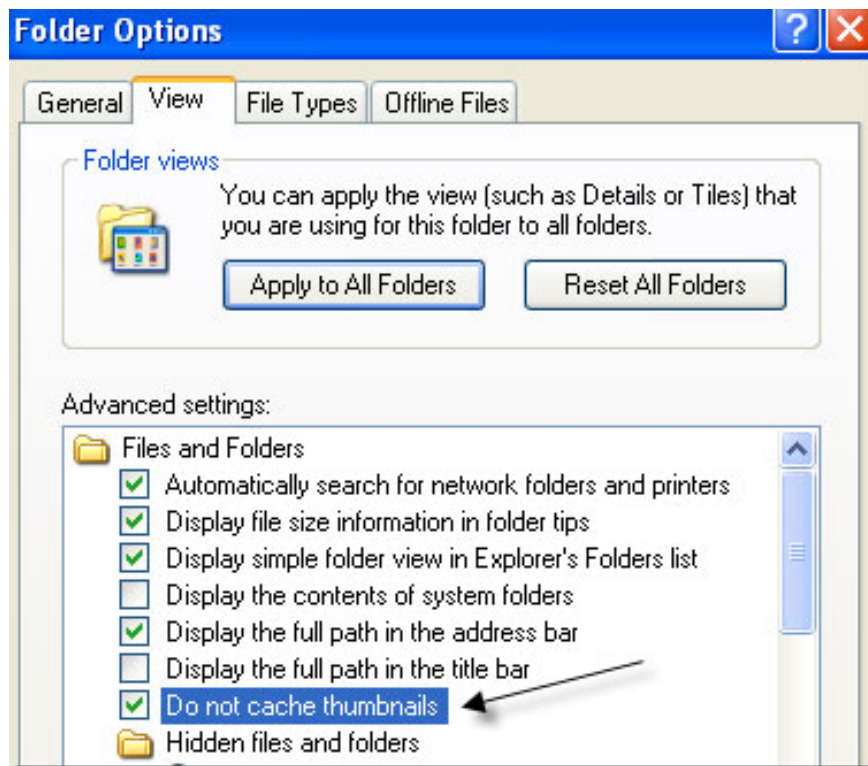 Folder Options
?
General View File Types Offline Files
Folder views
You can apply the view (such as Details or Tiles) that
you are using for this folder to all folders.
Apply to All Folders Reset All Folders
Advanced settings:
Files and Folders
Automatically search for network folders and printers
Display file size information in folder tips
Display simple folder view in Explorer's Folders list
Display the contents of system folders
Display the full path in the address bar
Display the full path in the title bar
Do not cache thumbnails
Hidden files and folders